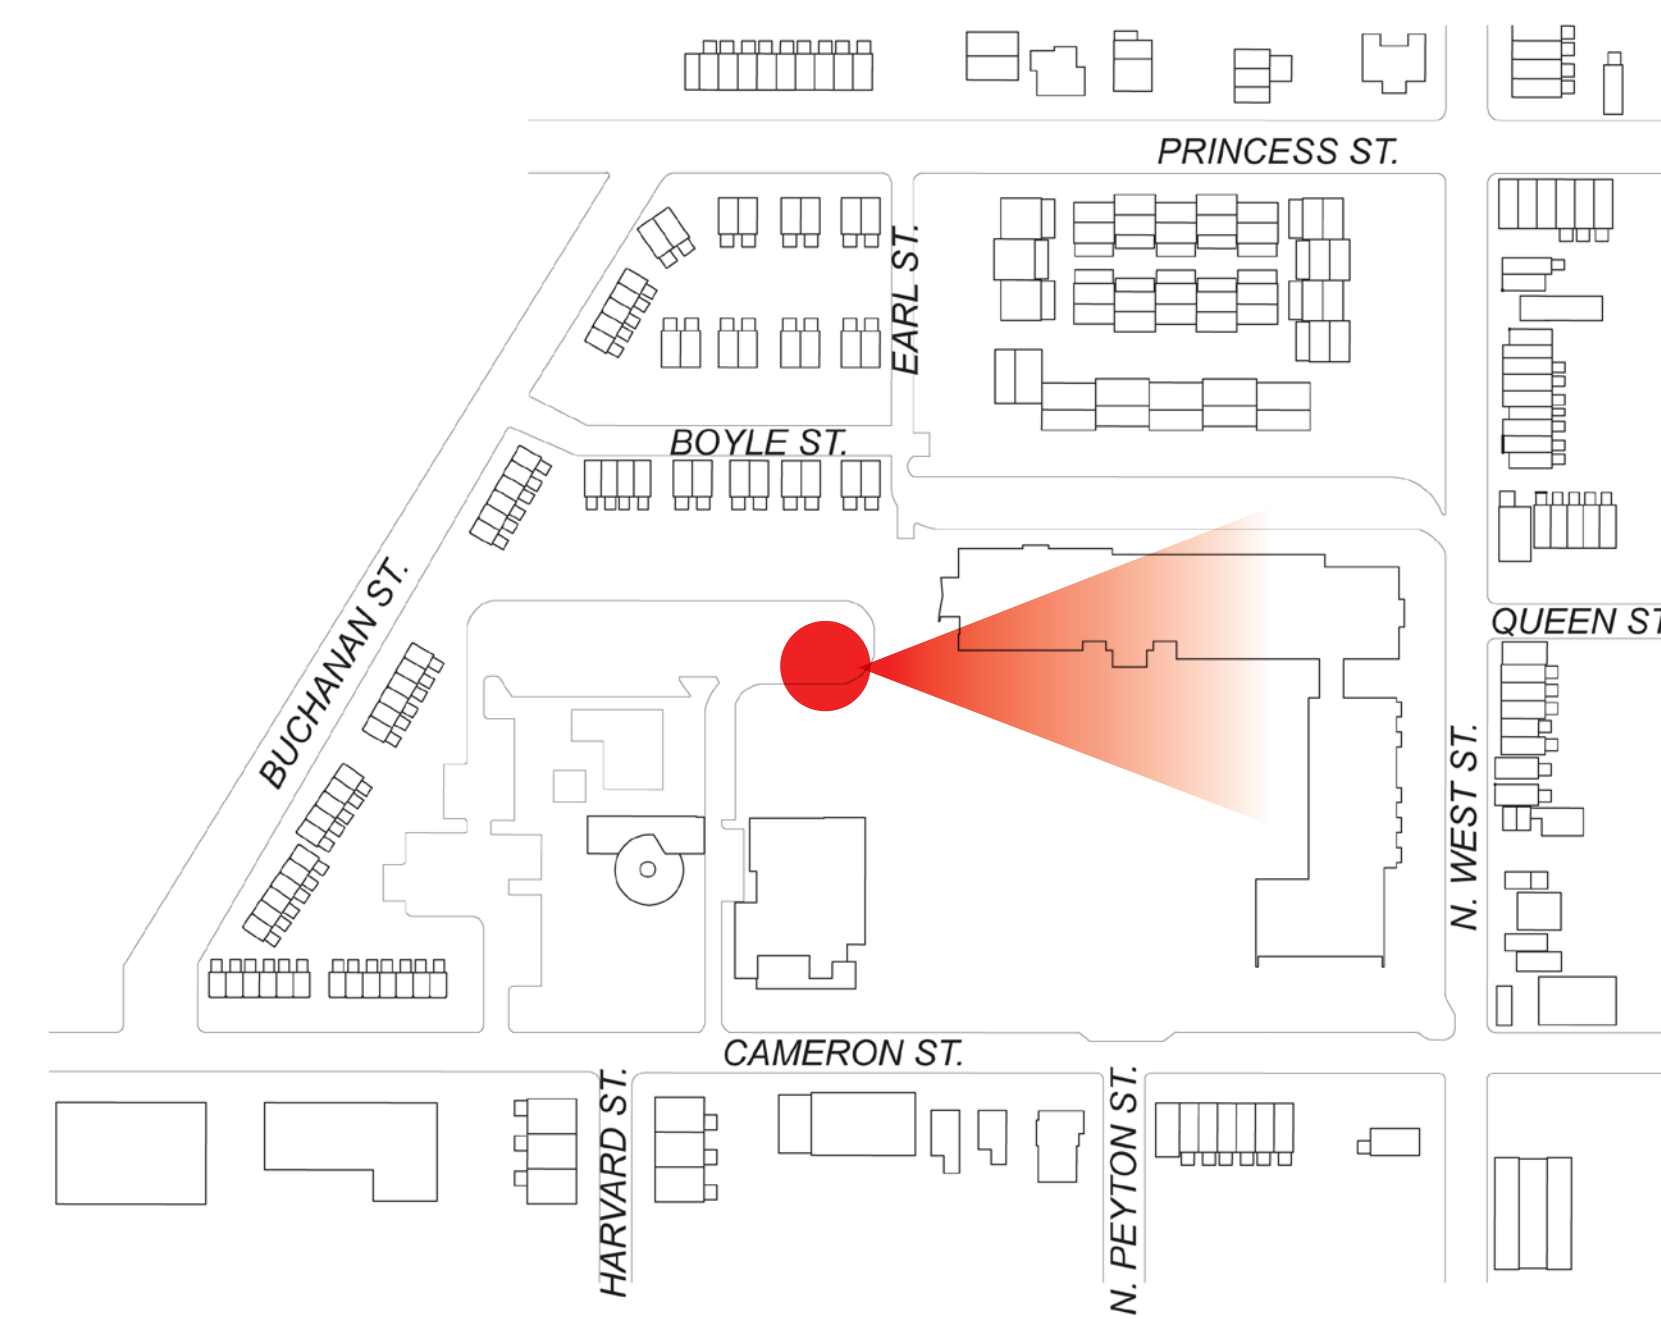 PRINCESS ST.
EARL ST.
BOYLE ST.
BUCHANAN ST.
QUEEN ST
N. WEST ST.
CAMERON ST.
HARVARD ST.
N. PEYTON ST.